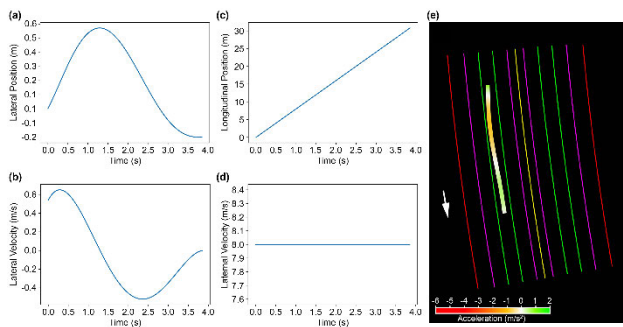 (a)
0.6
0.5
0.4
0.3
0.1
-0.1
-0.2
Lateral Position (m)
0.0 0.5 1.0 1.5 2.0 2.5 3.0 3.5 4.0
Time (s)
(c)
30
25
20
15
10
5
0
Longitudinal Position (m)
0.0 0.5 1.0 1.5 2.0 2.5 3.0 3.5 4.0
Time (s)
(e)
(b)
0.6
0.4
0.2
0.0
-0.4
Lateral Velocity (m/s)
0.0 0.5 1.0 1.5 2.0 2.5 3.0 3.5 4.0
Time (s)
(d)
8.4
8.3
8.2
8.1
8.0
7.9
7.8
7.7
7.6
Laternal Velocity (m/s)
0.0 0.5 1.0 1.5 2.0 2.5 3.0 3.5 4.0
Time (s)
-6 -5 -4 -3 -2 -1 0 1 2
Acceleration (m/s²)